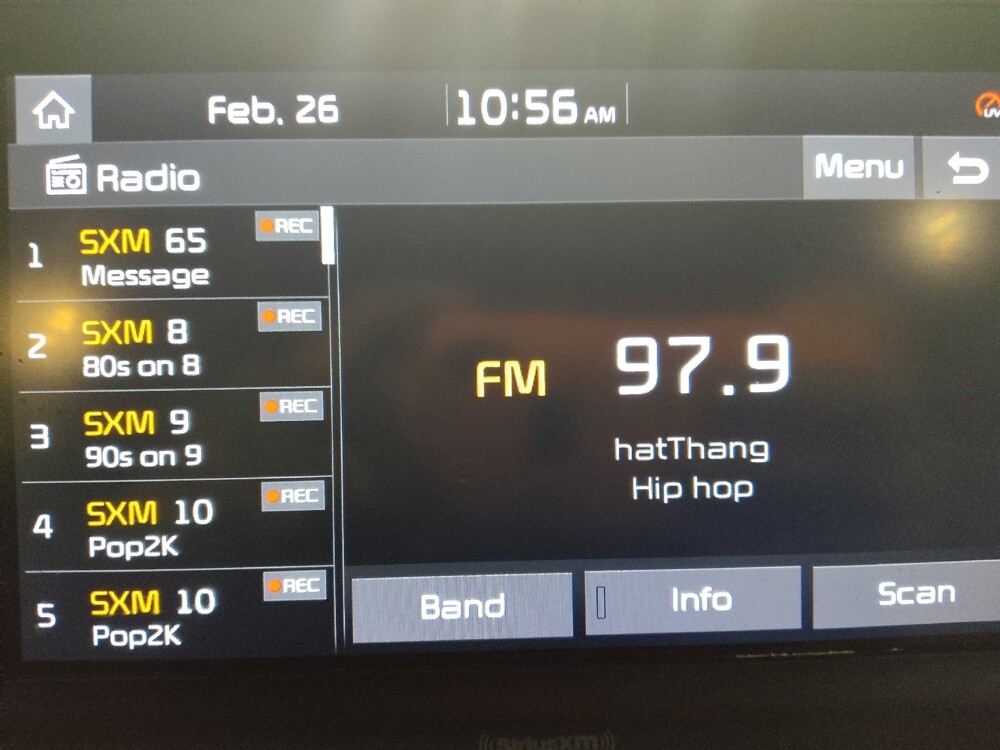 Feb. 26 10:56 AM
Radio Menu
1 SXM 65 REC
Message
2 SXM 8 REC
80s on 8
3 SXM 9 REC
90s on 9
4 SXM 10 REC
Pop2K
5 SXM 10 REC
Pop2K
FM 97.9
hatThang
Hip hop
Band Info Scan
((SiriusXM))